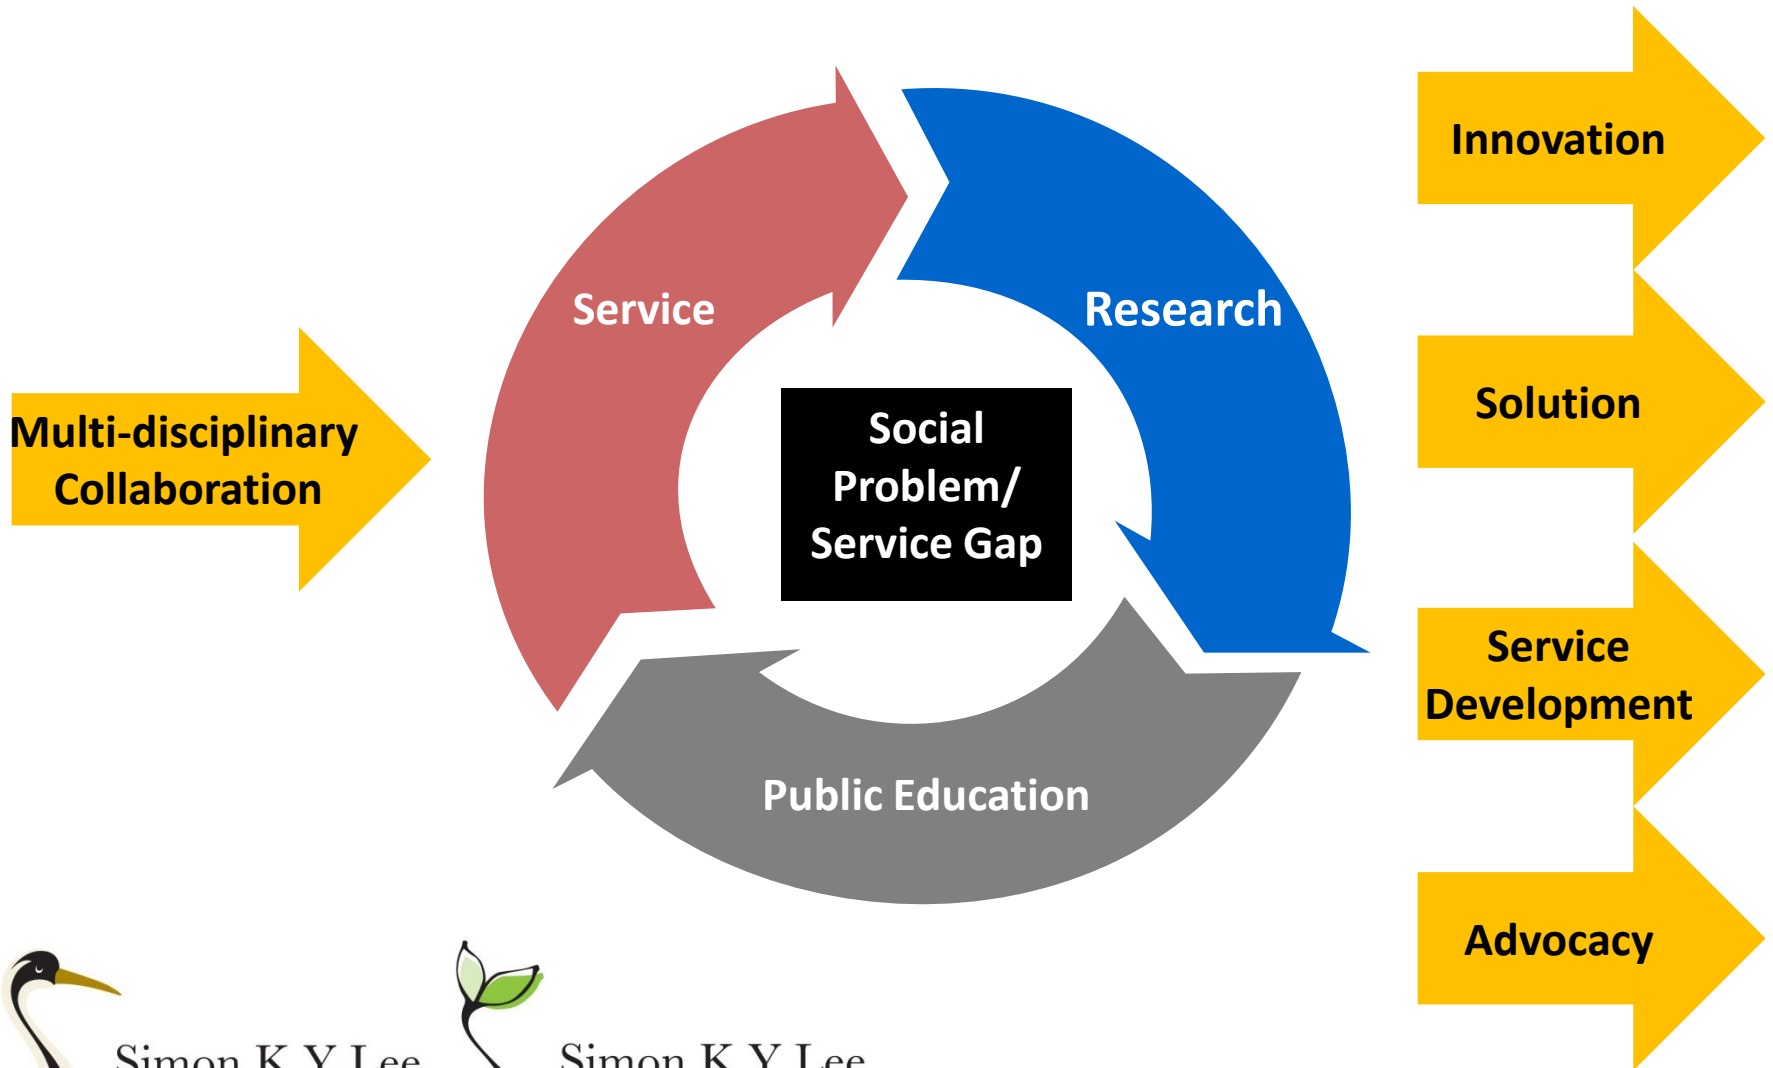 Multi-disciplinary
Collaboration
Service
Research
Social
Problem/
Service Gap
Public Education
Innovation
Solution
Service
Development
Advocacy
Simon K Y Lee
Simon K Y Lee